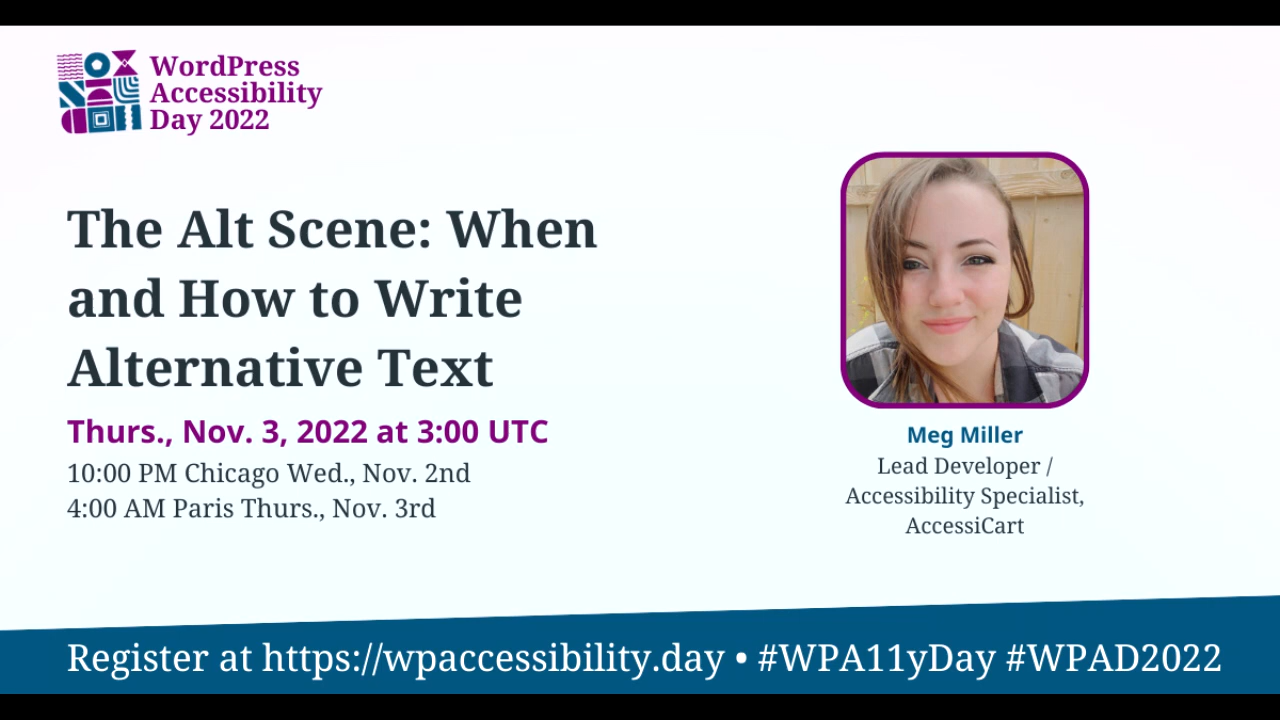 WordPress
Accessibility
Day 2022
The Alt Scene: When
and How to Write
Alternative Text
Thurs., Nov. 3, 2022 at 3:00 UTC
10:00 PM Chicago Wed., Nov. 2nd
4:00 AM Paris Thurs., Nov. 3rd
Meg Miller
Lead Developer /
Accessibility Specialist,
AccessiCart
Register at https://wpaccessibility.day • #WPA11yDay #WPAD2022